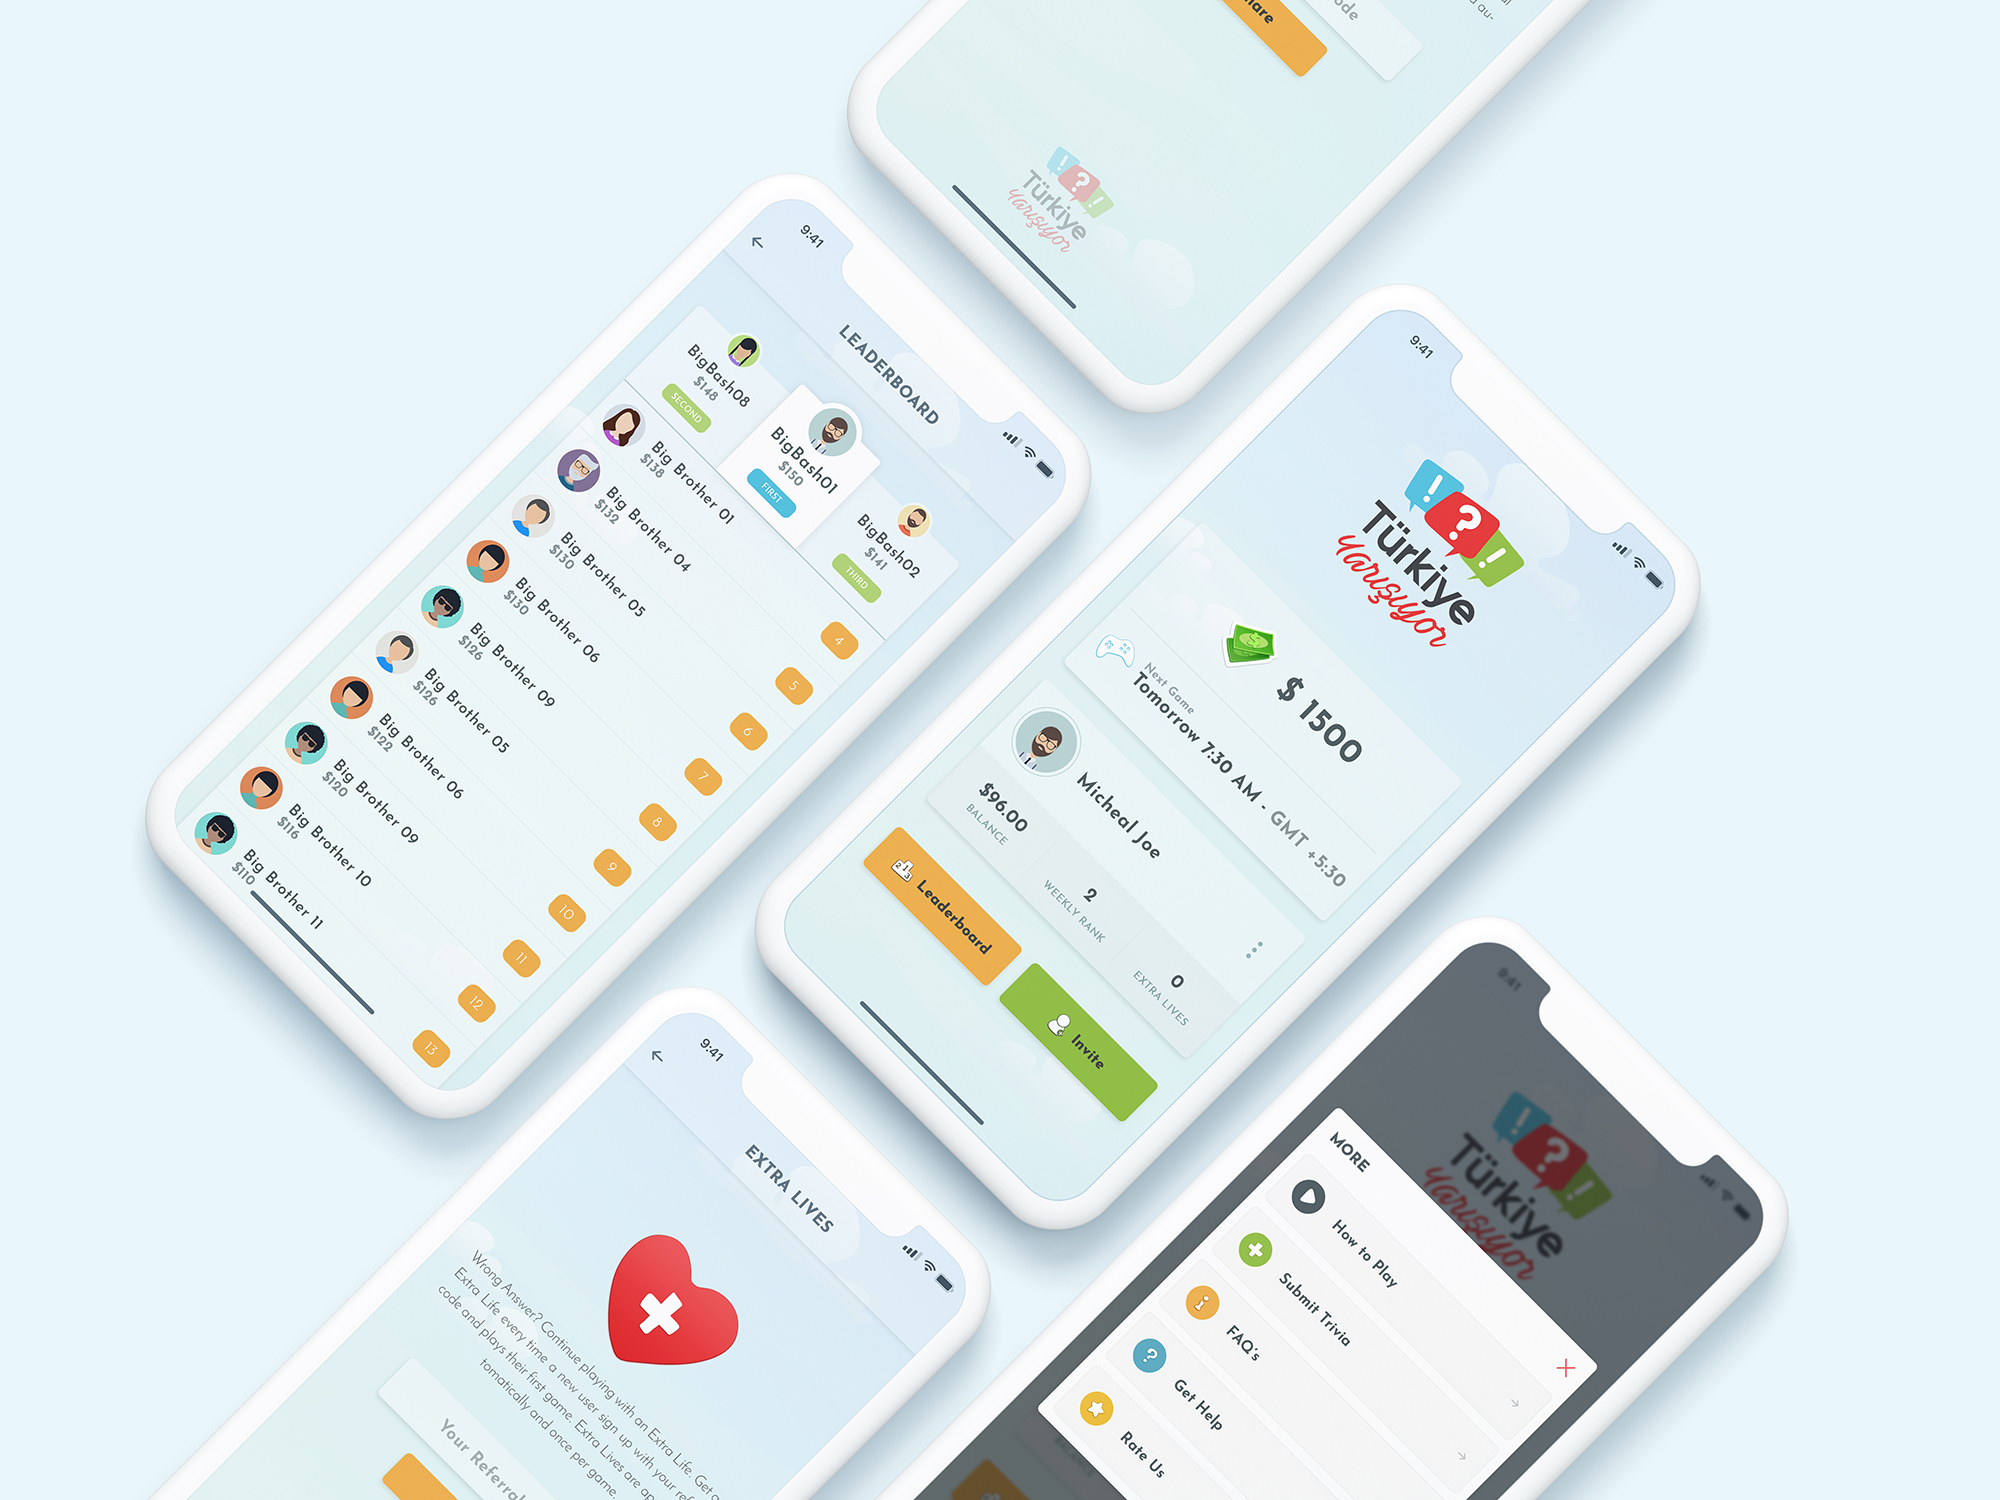 hare
ode
au-
! ? !
Türkiye
Yarışıyor
9:41
LEADERBOARD
BigBash08
$148
SECOND
BigBash01
$150
FIRST
BigBash02
$141
THIRD
Big Brother 01
$138
4
Big Brother 04
$132
5
Big Brother 05
$130
6
Big Brother 06
$130
7
Big Brother 09
$126
8
Big Brother 05
$126
9
Big Brother 06
$122
10
Big Brother 09
$120
11
Big Brother 10
$116
12
Big Brother 11
$110
13
9:41
! ? !
Türkiye
Yarışıyor
$ 1500
Next Game
Tomorrow 7:30 AM - GMT +5:30
Micheal Joe
$96.00
BALANCE
2
WEEKLY RANK
0
EXTRA LIVES
2 1 3
Leaderboard
Invite
9:41
EXTRA LIVES
Wrong Answer? Continue playing with an Extra Life. Get a
Extra Life every time a new user sign up with your ref
code and plays their first game. Extra Lives are ap
tomatically and once per game.
Your Referral
9:41
! ? !
Türkiye
Yarışıyor
MORE
How to Play
Submit Trivia
i
FAQ's
?
Get Help
Rate Us